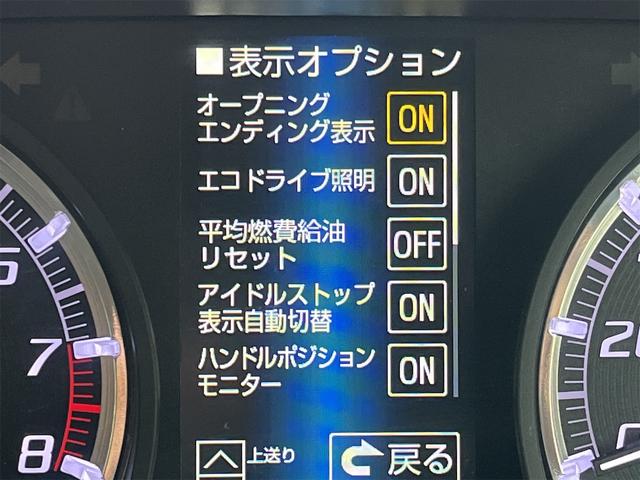 ■表示オプション
オープニング
エンディング表示 ON
エコドライブ照明 ON
平均燃費給油
リセット OFF
アイドルストップ
表示自動切替 ON
ハンドルポジション
モニター ON
上送り 戻る
7
8